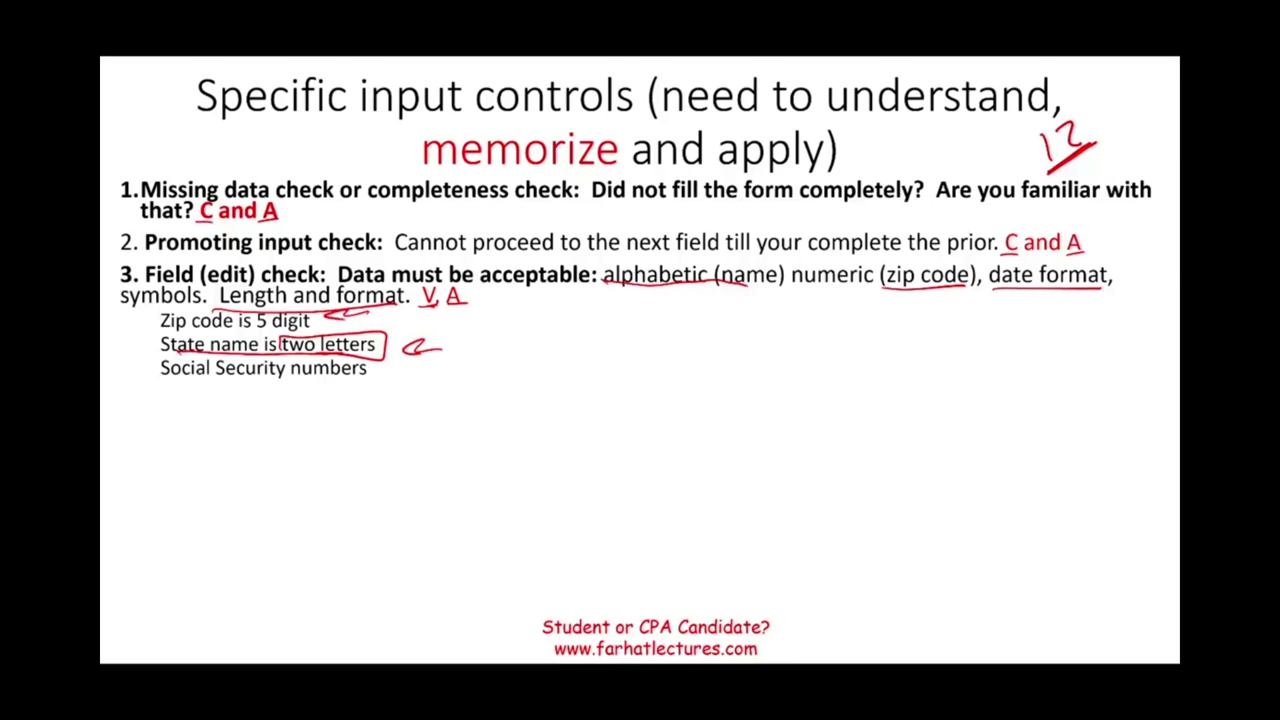 Specific input controls (need to understand,
memorize and apply)
12
1.Missing data check or completeness check: Did not fill the form completely? Are you familiar with
that? C and A
2. Promoting input check: Cannot proceed to the next field till your complete the prior. C and A
3. Field (edit) check: Data must be acceptable: alphabetic (name) numeric (zip code), date format,
symbols. Length and format. V, A
Zip code is 5 digit
State name is two letters
Social Security numbers
Student or CPA Candidate?
www.farhatlectures.com